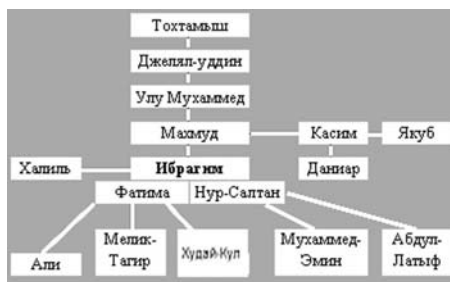 Тохтамыш
Джелял-уддин
Улу Мухаммед
Махмуд Касим Якуб
Халиль Ибрагим Даниар
Фатима Нур-Салтан
Али
Мелик-
Тагир
Худай-Кул
Мухаммед-
Эмин
Абдул-
Латыф